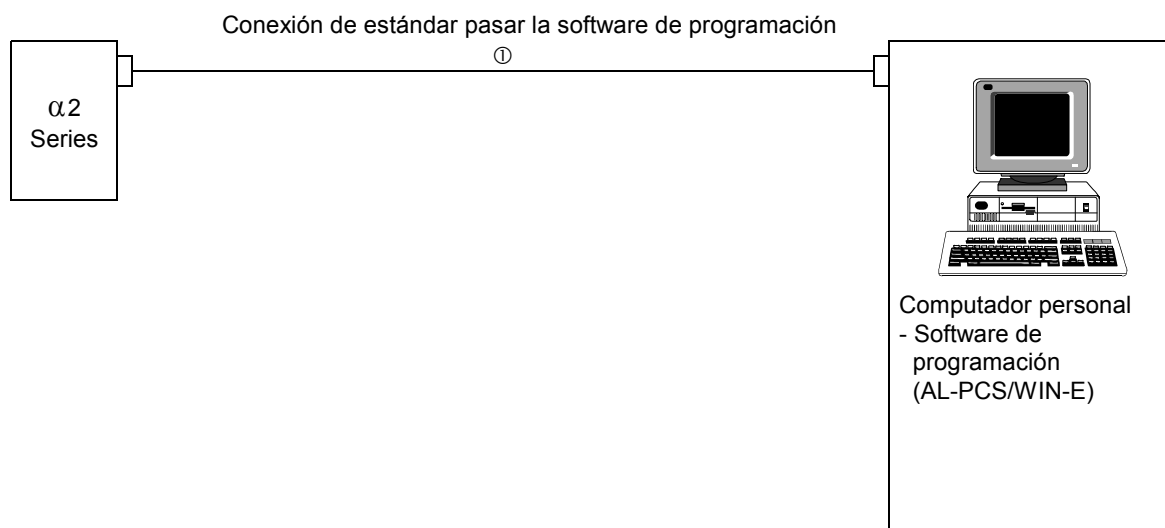 Conexión de estándar pasar la software de programación
①
α2
Series
Computador personal
- Software de
programación
(AL-PCS/WIN-E)